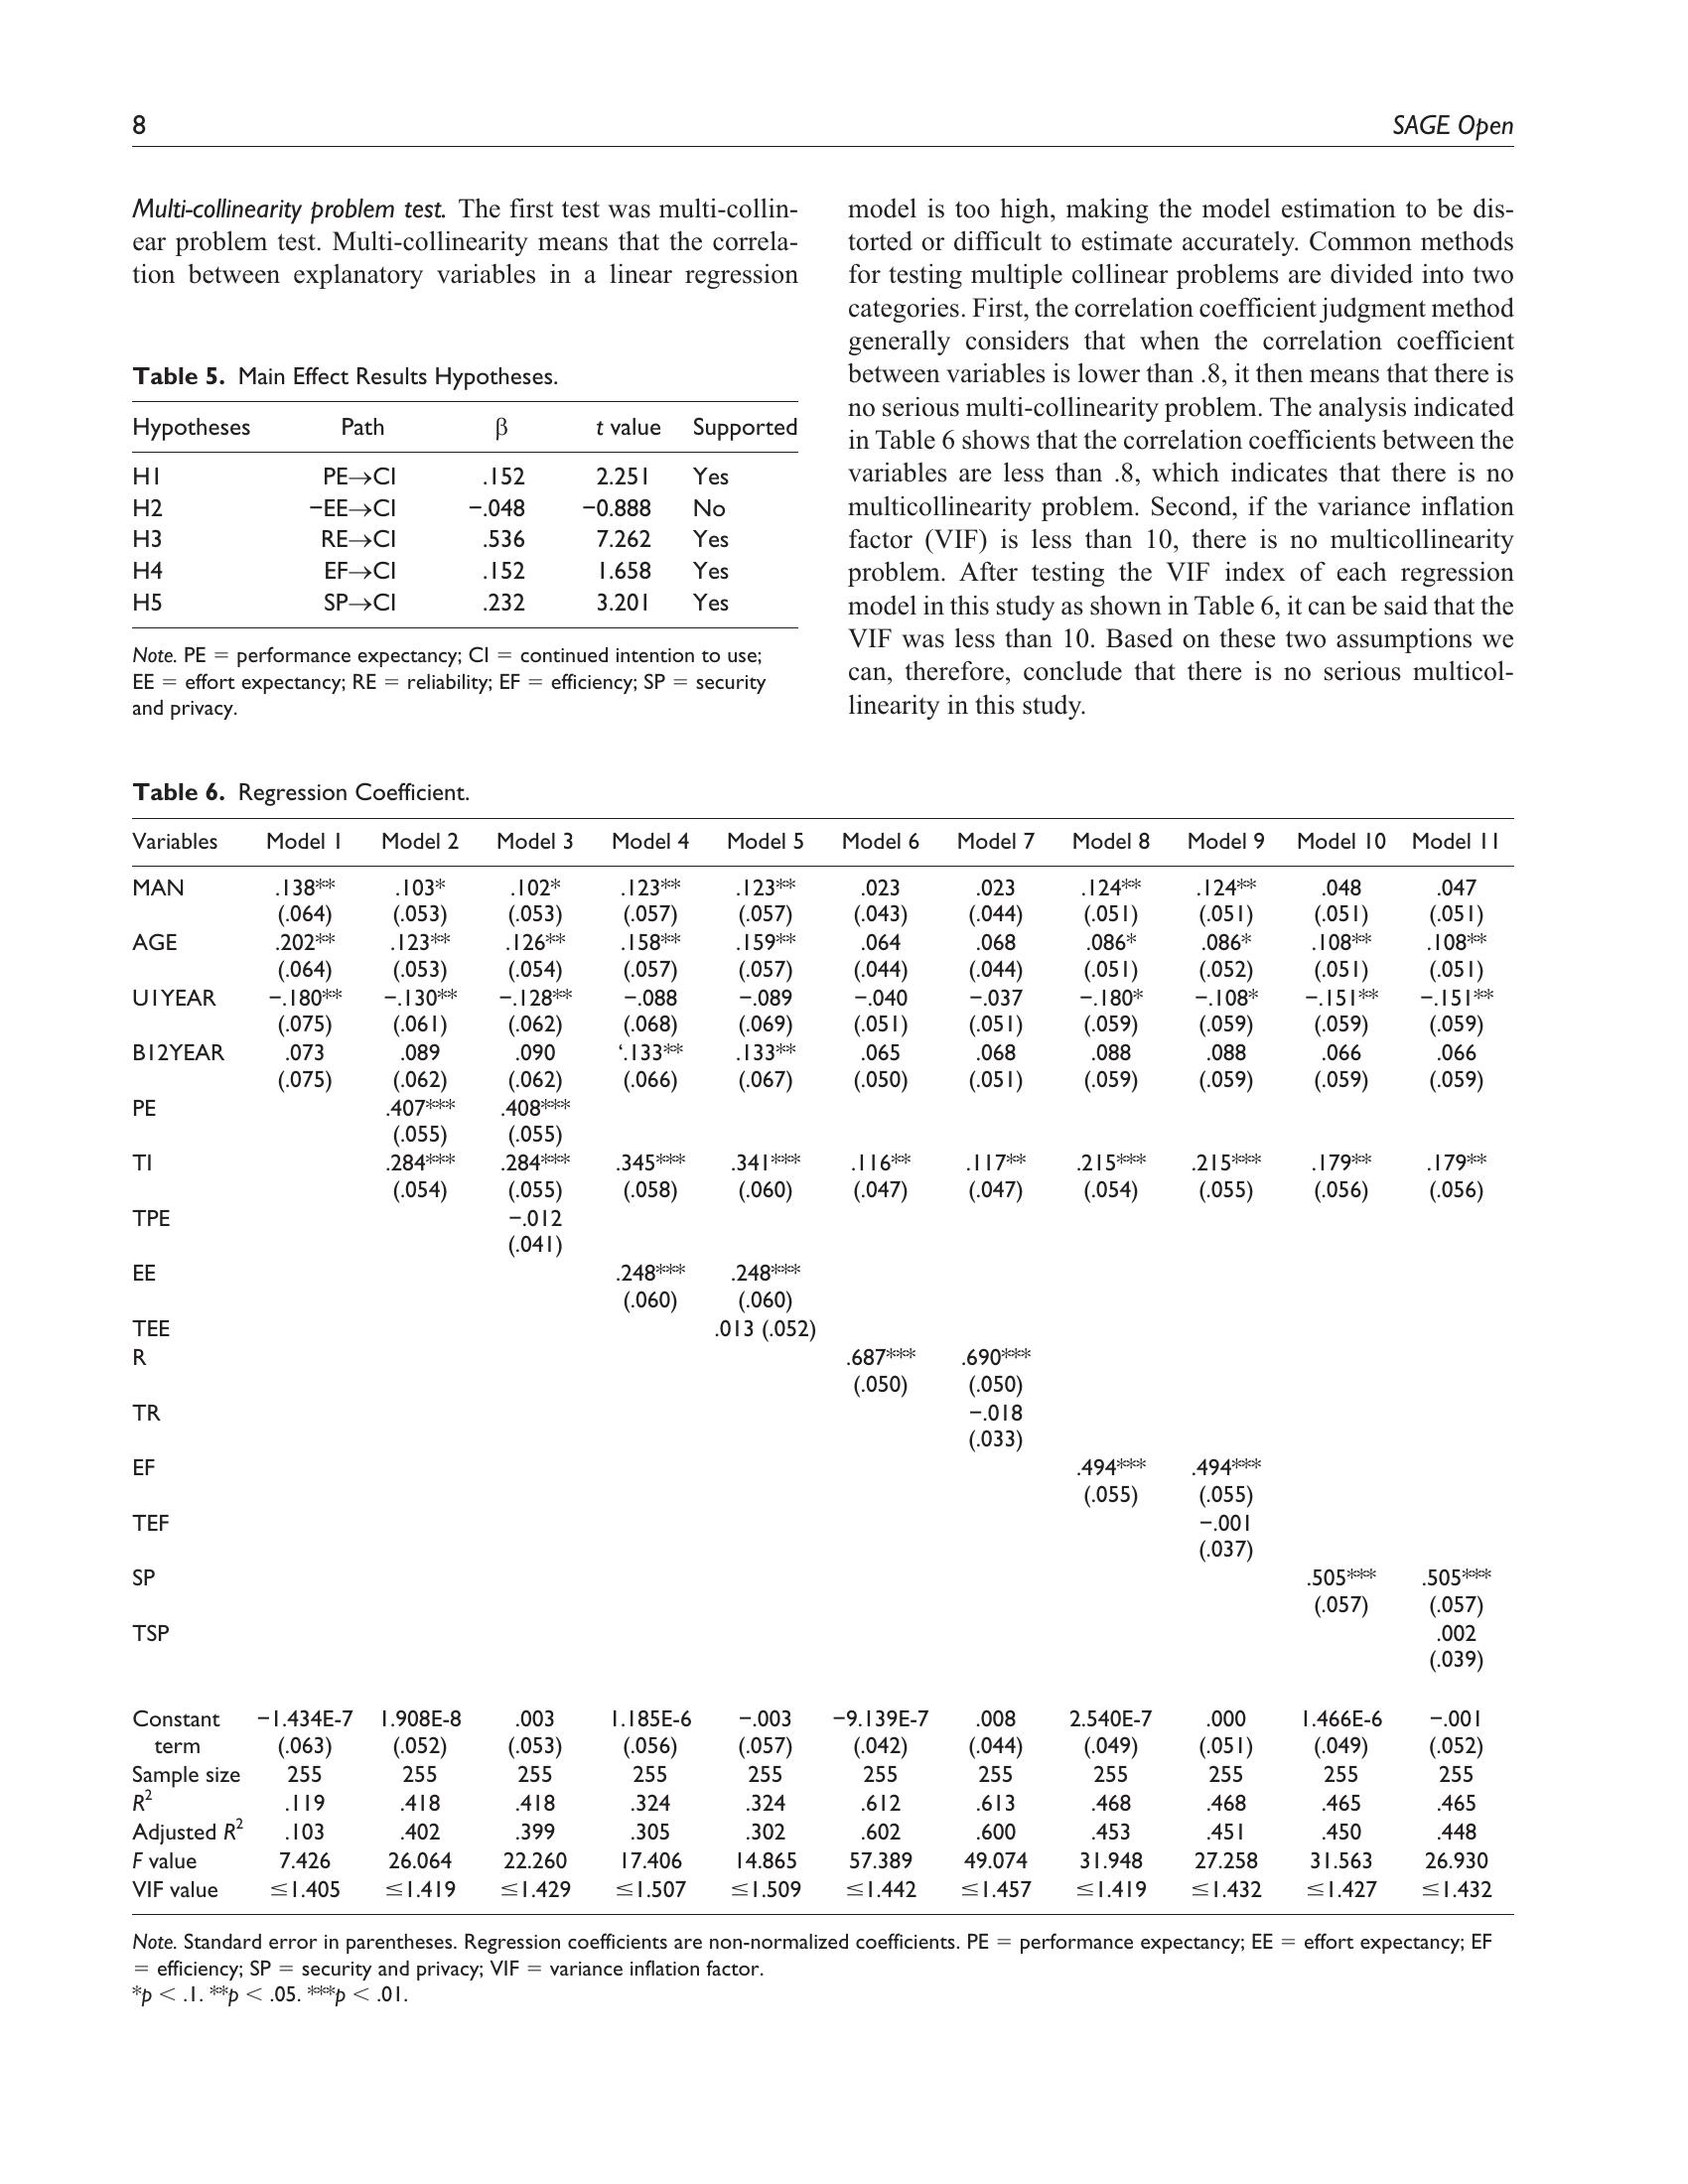 8
SAGE Open
Multi-collinearity problem test. The first test was multi-collin-
ear problem test. Multi-collinearity means that the correla-
tion between explanatory variables in a linear regression
Table 5. Main Effect Results Hypotheses.
Hypotheses Path β t value Supported
H1 PE→CI .152 2.251 Yes
H2 −EE→CI −.048 −0.888 No
H3 RE→CI .536 7.262 Yes
H4 EF→CI .152 1.658 Yes
H5 SP→CI .232 3.201 Yes
Note. PE = performance expectancy; CI = continued intention to use;
EE = effort expectancy; RE = reliability; EF = efficiency; SP = security
and privacy.
model is too high, making the model estimation to be dis-
torted or difficult to estimate accurately. Common methods
for testing multiple collinear problems are divided into two
categories. First, the correlation coefficient judgment method
generally considers that when the correlation coefficient
between variables is lower than .8, it then means that there is
no serious multi-collinearity problem. The analysis indicated
in Table 6 shows that the correlation coefficients between the
variables are less than .8, which indicates that there is no
multicollinearity problem. Second, if the variance inflation
factor (VIF) is less than 10, there is no multicollinearity
problem. After testing the VIF index of each regression
model in this study as shown in Table 6, it can be said that the
VIF was less than 10. Based on these two assumptions we
can, therefore, conclude that there is no serious multicol-
linearity in this study.
Table 6. Regression Coefficient.
Variables Model 1 Model 2 Model 3 Model 4 Model 5 Model 6 Model 7 Model 8 Model 9 Model 10 Model 11
MAN .138** .103* .102* .123** .123** .023 .023 .124** .124** .048 .047
(.064) (.053) (.053) (.057) (.057) (.043) (.044) (.051) (.051) (.051) (.051)
AGE .202** .123** .126** .158** .159** .064 .068 .086* .086* .108** .108**
(.064) (.053) (.054) (.057) (.057) (.044) (.044) (.051) (.052) (.051) (.051)
U1YEAR −.180** −.130** −.128** −.088 −.089 −.040 −.037 −.180* −.108* −.151** −.151**
(.075) (.061) (.062) (.068) (.069) (.051) (.051) (.059) (.059) (.059) (.059)
B12YEAR .073 .089 .090 ‘.133** .133** .065 .068 .088 .088 .066 .066
(.075) (.062) (.062) (.066) (.067) (.050) (.051) (.059) (.059) (.059) (.059)
PE .407*** .408***
(.055) (.055)
TI .284*** .284*** .345*** .341*** .116** .117** .215*** .215*** .179** .179**
(.054) (.055) (.058) (.060) (.047) (.047) (.054) (.055) (.056) (.056)
TPE −.012
(.041)
EE .248*** .248***
(.060) (.060)
TEE .013 (.052)
R .687*** .690***
(.050) (.050)
TR −.018
(.033)
EF .494*** .494***
(.055) (.055)
TEF −.001
(.037)
SP .505*** .505***
(.057) (.057)
TSP .002
(.039)
Constant −1.434E-7 1.908E-8 .003 1.185E-6 −.003 −9.139E-7 .008 2.540E-7 .000 1.466E-6 −.001
term (.063) (.052) (.053) (.056) (.057) (.042) (.044) (.049) (.051) (.049) (.052)
Sample size 255 255 255 255 255 255 255 255 255 255 255
R2 .119 .418 .418 .324 .324 .612 .613 .468 .468 .465 .465
Adjusted R2 .103 .402 .399 .305 .302 .602 .600 .453 .451 .450 .448
F value 7.426 26.064 22.260 17.406 14.865 57.389 49.074 31.948 27.258 31.563 26.930
VIF value ≤1.405 ≤1.419 ≤1.429 ≤1.507 ≤1.509 ≤1.442 ≤1.457 ≤1.419 ≤1.432 ≤1.427 ≤1.432
Note. Standard error in parentheses. Regression coefficients are non-normalized coefficients. PE = performance expectancy; EE = effort expectancy; EF
= efficiency; SP = security and privacy; VIF = variance inflation factor.
*p < .1. **p < .05. ***p < .01.